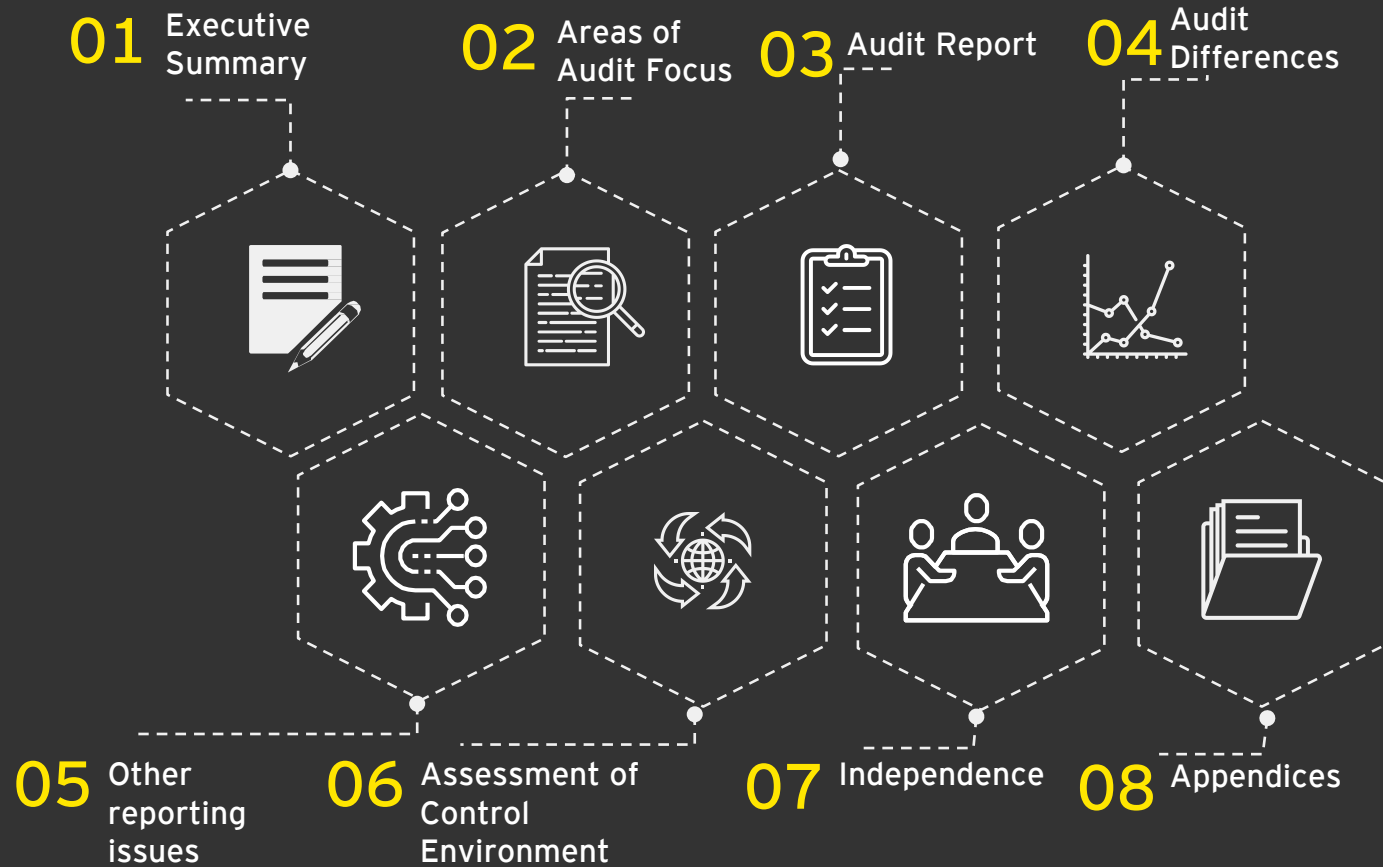 01 Executive
Summary
02 Areas of
Audit Focus
03 Audit Report
04 Audit
Differences
05 Other
reporting
issues
06 Assessment of
Control
Environment
07 Independence
08 Appendices